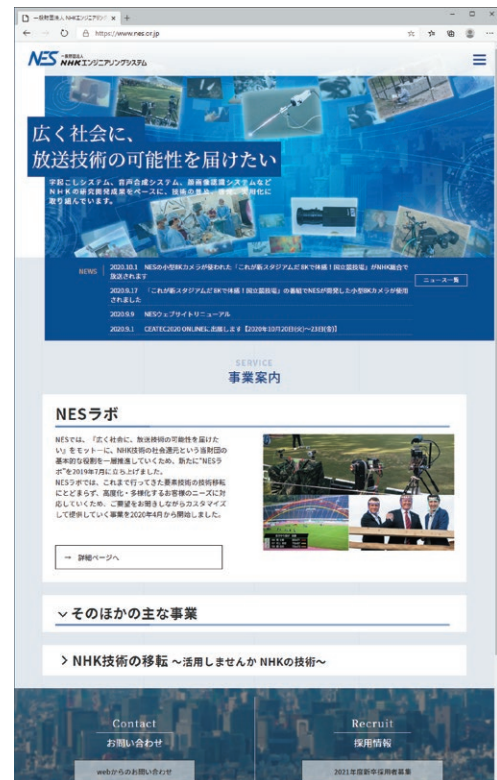 一般財団法人 NHKエンジニアリングシ
https://www.nes.or.jp
NES 一般財団法人
NHKエンジニアリングシステム
広く社会に、
放送技術の可能性を届けたい
字起こしシステム、音声合成システム、顔画像認識システムなど
NHKの研究開発成果をベースに、技術の普及、開発、実用化に
取り組んでいます。
NEWS
2020.10.1 NESの小型8Kカメラが使われた「これが新スタジアムだ 8Kで体感!国立競技場」がNHK総合で
放送されます
ニュース一覧
2020.9.17 「これが新スタジアムだ 8Kで体感!国立競技場」の番組でNESが開発した小型8Kカメラが使用
されました
2020.9.9 NESウェブサイトリニューアル
2020.9.1 CEATEC2020 ONLINEに出展します【2020年10月20日(火)~23日(金)】
SERVICE
事業案内
NESラボ
NESでは、「広く社会に、放送技術の可能性を届けた
い」をモットーに、NHK技術の社会還元という当財団の
基本的な役割を一層推進していくため、新たに"NESラ
ボ"を2019年7月に立ち上げました。
NESラボでは、これまで行ってきた要素技術の技術移転
にとどまらず、高度化・多様化するお客様のニーズに対
応していくため、ご要望をお聞きしながらカスタマイズ
して提供していく事業を2020年4月から開始しました。
→ 詳細ページへ
そのほかの主な事業
NHK技術の移転 ~活用しませんか NHKの技術~
Contact
お問い合わせ
webからのお問い合わせ
Recruit
採用情報
2021年度新卒採用者募集